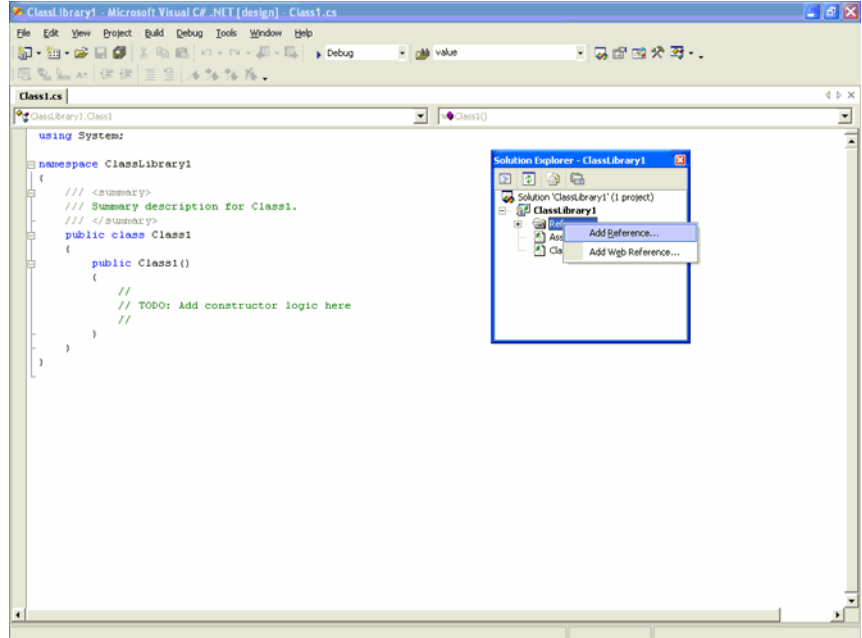 ClassLibrary1 - Microsoft Visual C# .NET [design] - Class1.cs
File Edit View Project Build Debug Tools Window Help
Debug value
Class1.cs
ClassLibrary1.Class1 Class1()
using System;
namespace ClassLibrary1
{
/// <summary>
/// Summary description for Class1.
/// </summary>
public class Class1
{
public Class1()
{
//
// TODO: Add constructor logic here
//
}
}
}
Solution Explorer - ClassLibrary1
Solution 'ClassLibrary1' (1 project)
ClassLibrary1
Add Reference...
Add Web Reference...